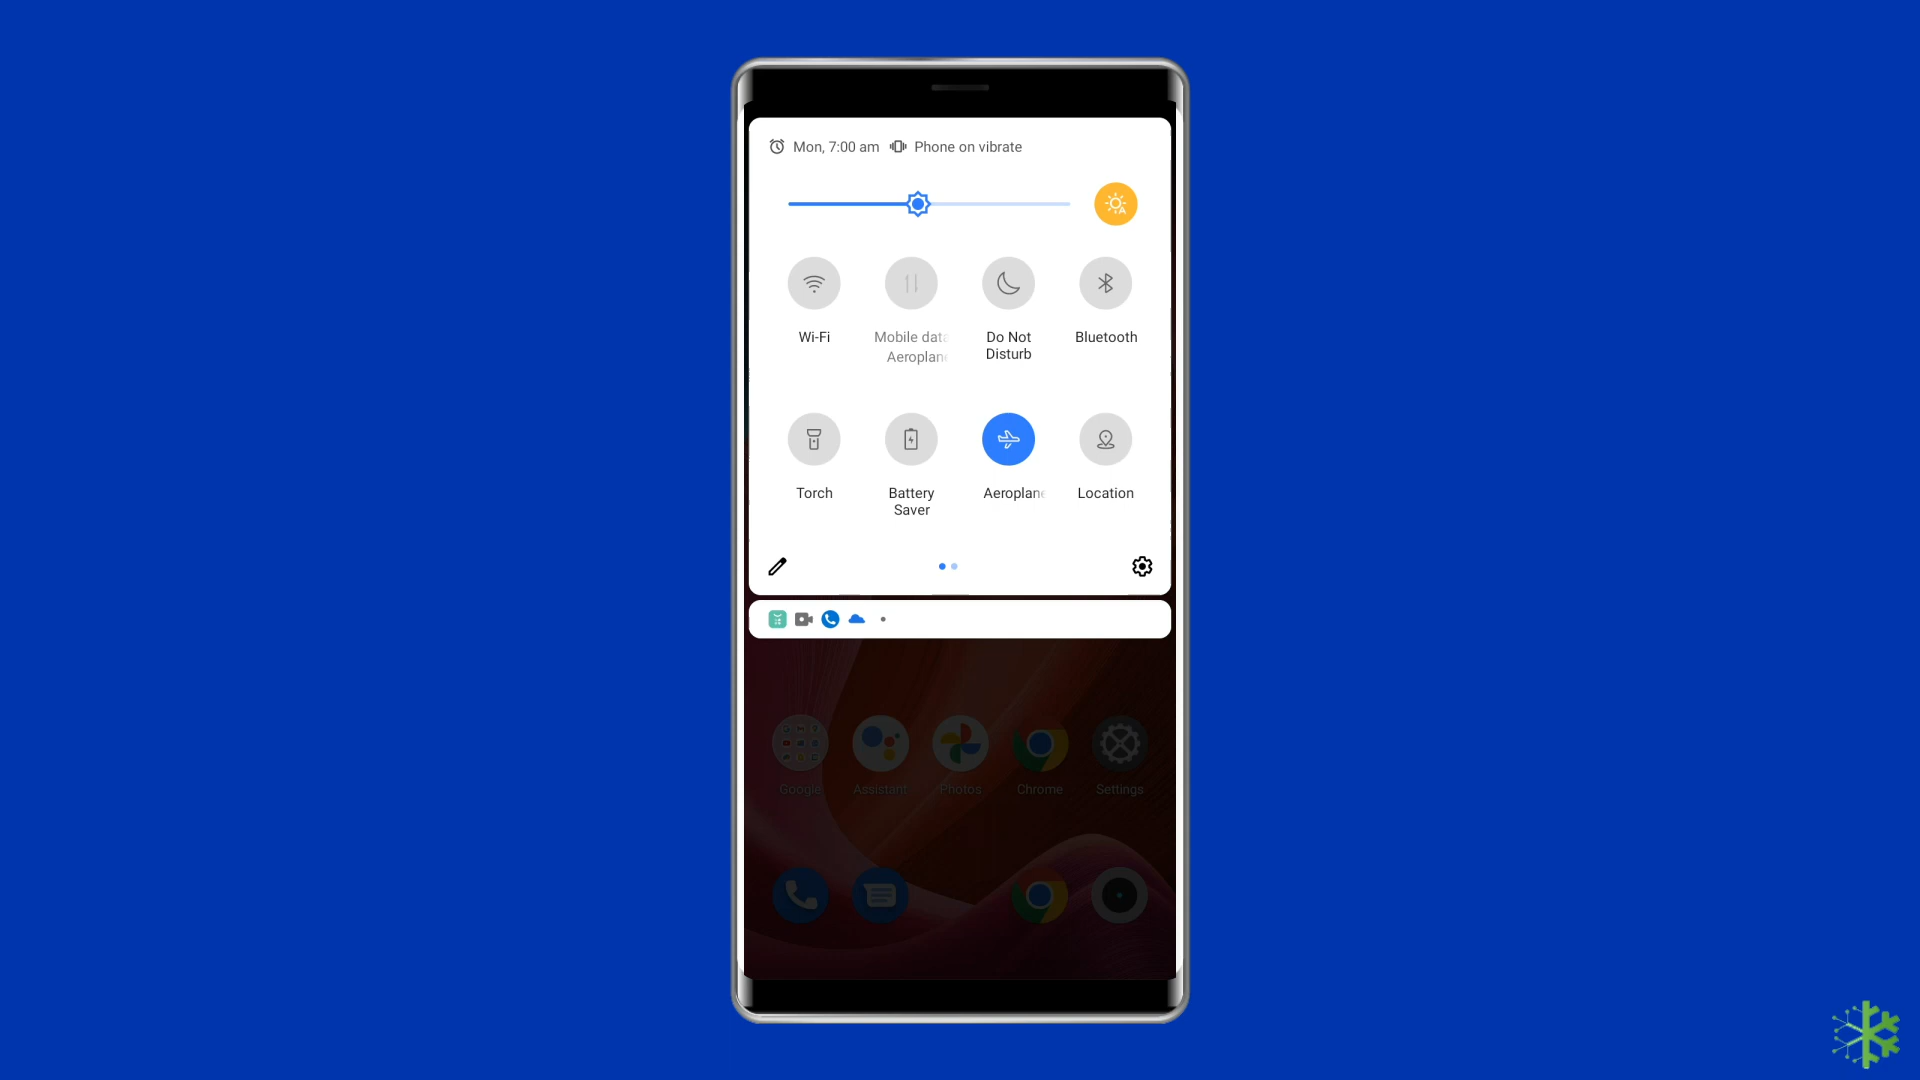 Mon, 7:00 am Phone on vibrate
Wi-Fi Mobile data Do Not Bluetooth
Aeroplane Disturb
Torch Battery Aeroplane Location
Saver
Google Assistant Photos Chrome Settings